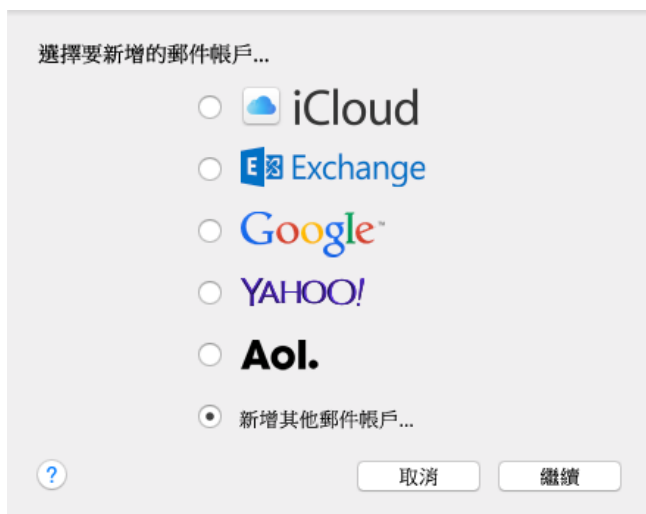 選擇要新增的郵件帳戶...
iCloud
E Exchange
Google™
YAHOO!
Aol.
新增其他郵件帳戶...
?
取消 繼續